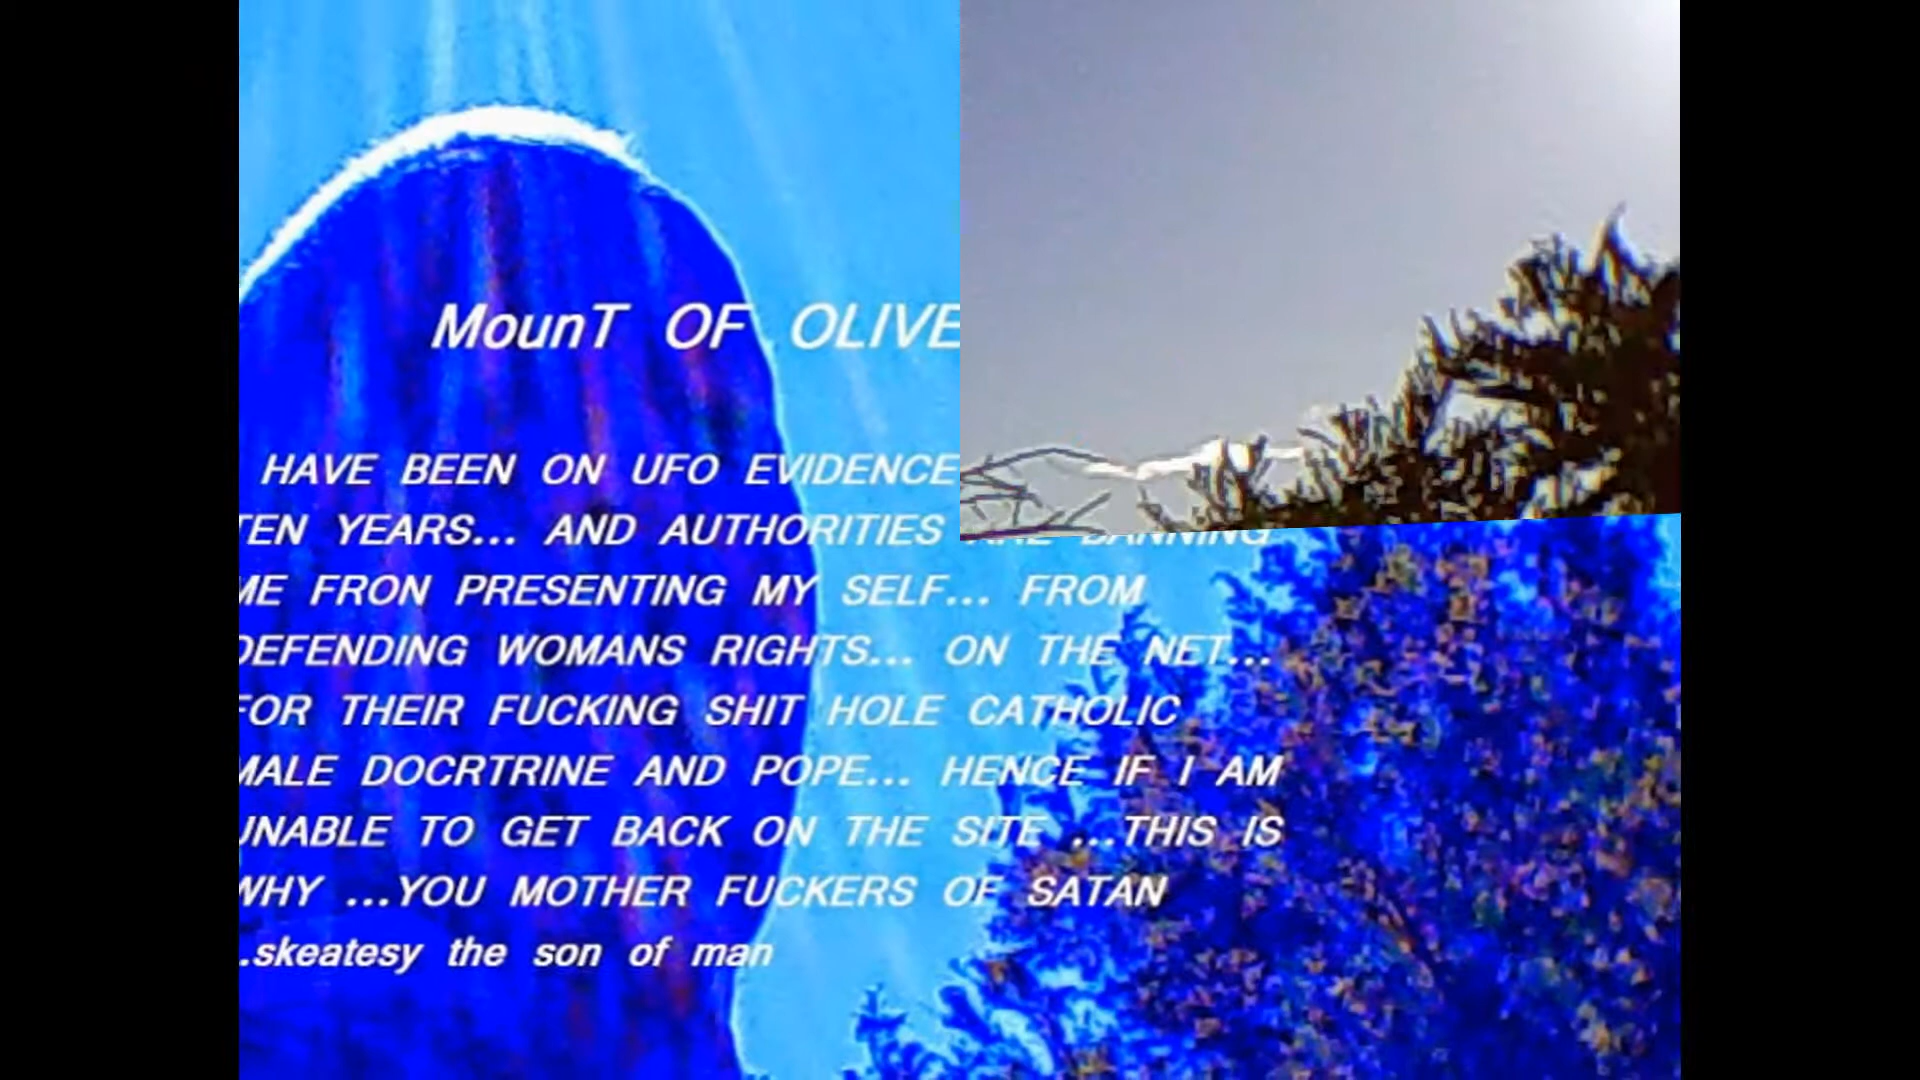 MounT OF OLIVE
HAVE BEEN ON UFO EVIDENCE
TEN YEARS... AND AUTHORITIES ARE BANNING
ME FRON PRESENTING MY SELF... FROM
DEFENDING WOMANS RIGHTS... ON THE NET...
FOR THEIR FUCKING SHIT HOLE CATHOLIC
MALE DOCRTRINE AND POPE... HENCE IF I AM
UNABLE TO GET BACK ON THE SITE ...THIS IS
WHY ...YOU MOTHER FUCKERS OF SATAN
.skeatesy the son of man